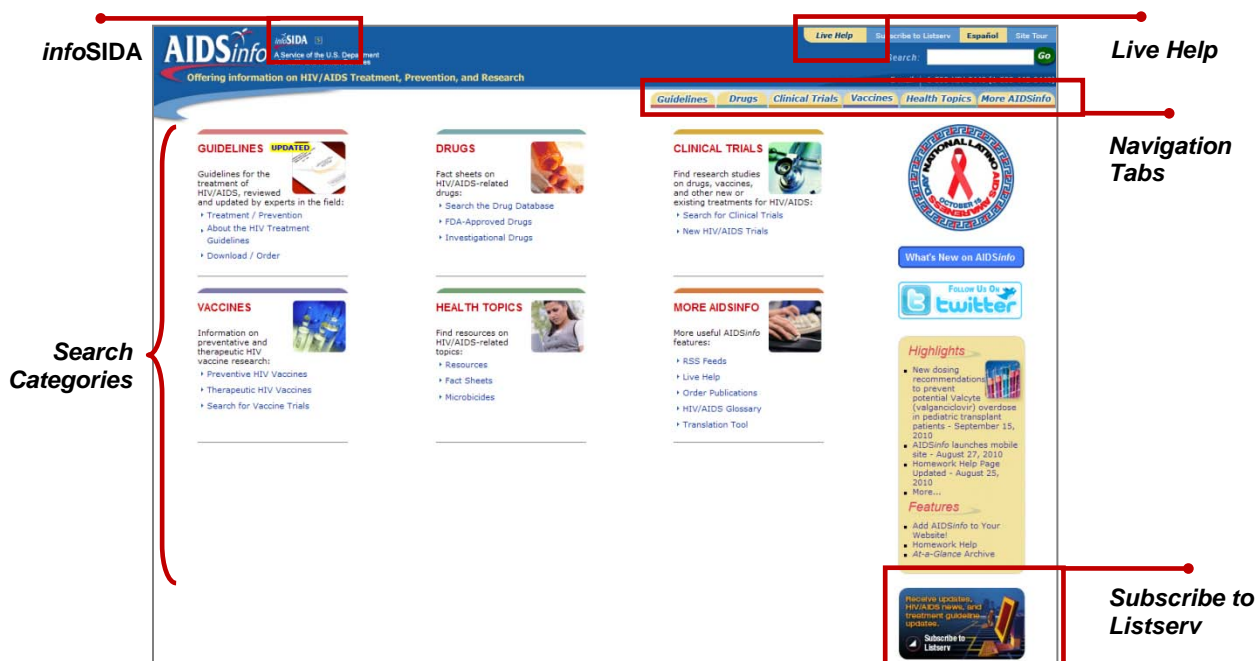 infoSIDA
AIDSinfo
infoSIDA
A Service of the U.S. Department
Offering information on HIV/AIDS Treatment, Prevention, and Research
Live Help
Subscribe to Listserv
Español
Site Tour
Search:
Go
Guidelines
Drugs
Clinical Trials
Vaccines
Health Topics
More AIDSinfo
Live Help
Navigation
Tabs
Search
Categories
GUIDELINES UPDATED
Guidelines for the
treatment of
HIV/AIDS, reviewed
and updated by experts in the field:
Treatment / Prevention
About the HIV Treatment
Guidelines
Download / Order
DRUGS
Fact sheets on
HIV/AIDS-related
drugs:
Search the Drug Database
FDA-Approved Drugs
Investigational Drugs
CLINICAL TRIALS
Find research studies
on drugs, vaccines,
and other new or
existing treatments for HIV/AIDS:
Search for Clinical Trials
New HIV/AIDS Trials
VACCINES
Information on
preventative and
therapeutic HIV
vaccine research:
Preventive HIV Vaccines
Therapeutic HIV Vaccines
Search for Vaccine Trials
HEALTH TOPICS
Find resources on
HIV/AIDS-related
topics:
Resources
Fact Sheets
Microbicides
MORE AIDSINFO
More useful AIDSinfo
features:
RSS Feeds
Live Help
Order Publications
HIV/AIDS Glossary
Translation Tool
NATIONAL LATINO AIDS AWARENESS DAY
OCTOBER 15
What's New on AIDSinfo
FOLLOW US ON
twitter
Highlights
New dosing
recommendations
to prevent
potential Valcyte
(valganciclovir) overdose
in pediatric transplant
patients - September 15,
2010
AIDSinfo launches mobile
site - August 27, 2010
Homework Help Page
Updated - August 25,
2010
More...
Features
Add AIDSinfo to Your
Website!
Homework Help
At-a-Glance Archive
Receive updates,
HIV/AIDS news, and
treatment guideline
updates.
Subscribe to
Listserv
Subscribe to
Listserv